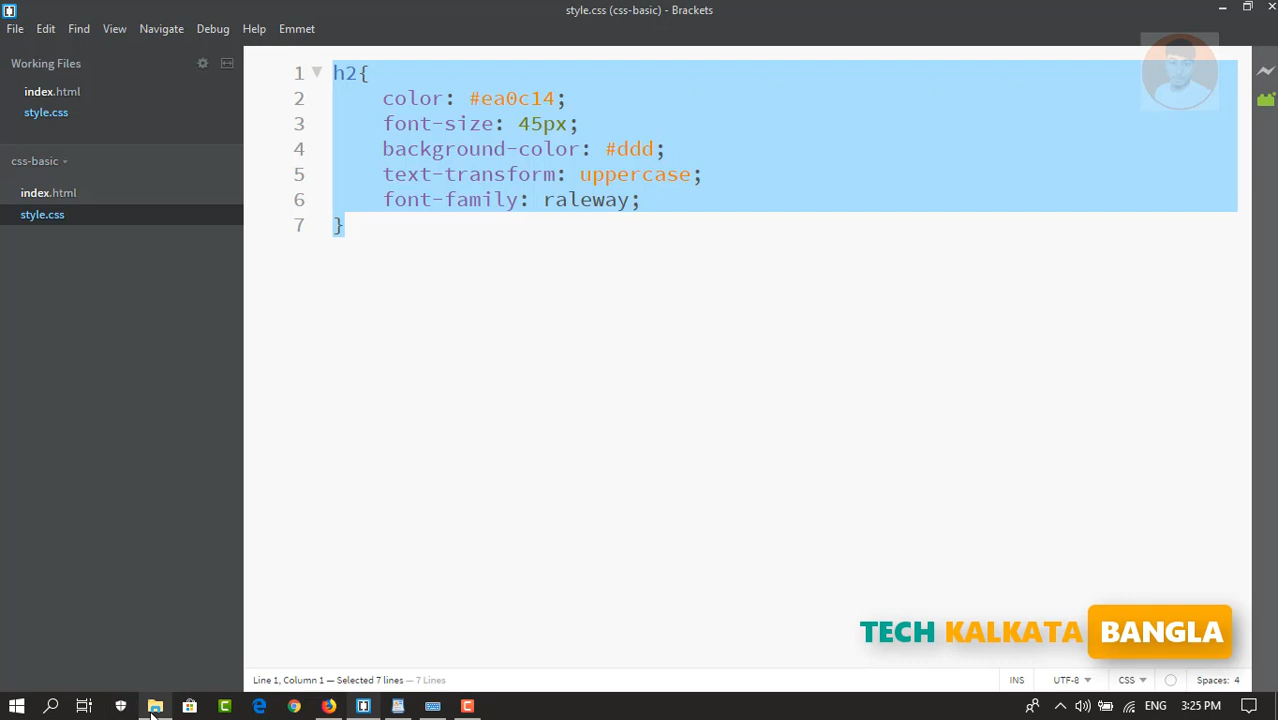 style.css (css-basic) - Brackets
File Edit Find View Navigate Debug Help Emmet
Working Files
index.html
style.css
css-basic
index.html
style.css
1 h2{
2 color: #ea0c14;
3 font-size: 45px;
4 background-color: #ddd;
5 text-transform: uppercase;
6 font-family: raleway;
7 }
TECH KALKATA BANGLA
Line 1, Column 1 — Selected 7 lines — 7 Lines
INS UTF-8 CSS Spaces: 4
ENG 3:25 PM